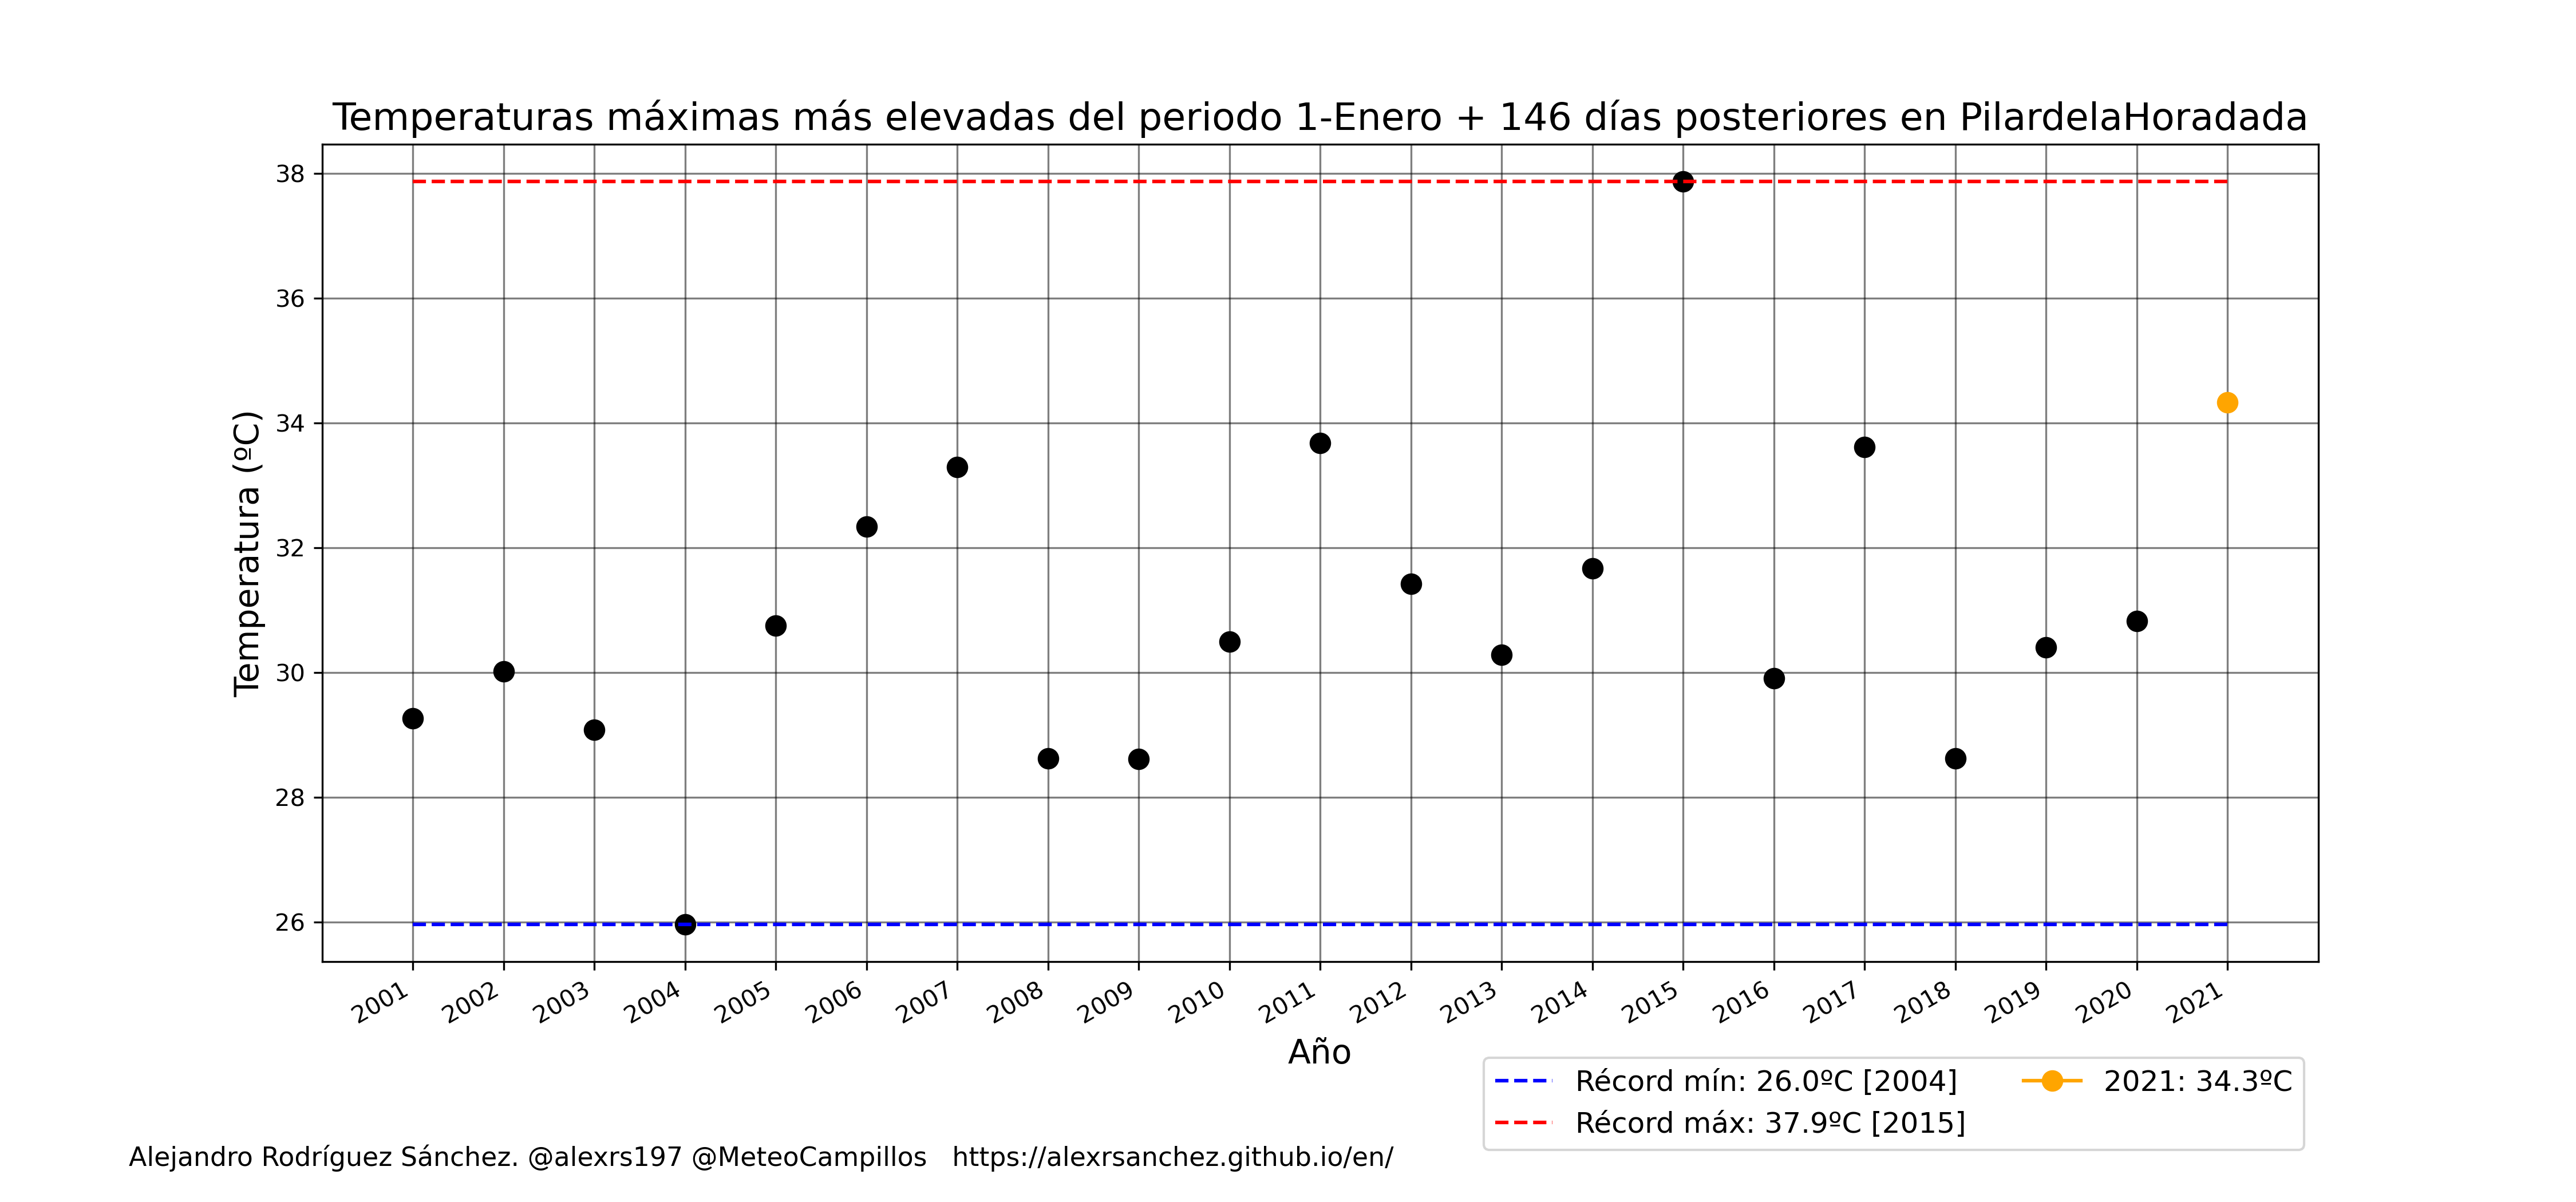 Temperaturas máximas más elevadas del periodo 1-Enero + 146 días posteriores en PilardelaHoradada
Temperatura (ºC)
38
36
34
32
30
28
26
2001 2002 2003 2004 2005 2006 2007 2008 2009 2010 2011 2012 2013 2014 2015 2016 2017 2018 2019 2020 2021
Año
Récord mín: 26.0ºC [2004]
Récord máx: 37.9ºC [2015]
2021: 34.3ºC
Alejandro Rodríguez Sánchez. @alexrs197 @MeteoCampillos https://alexrsanchez.github.io/en/